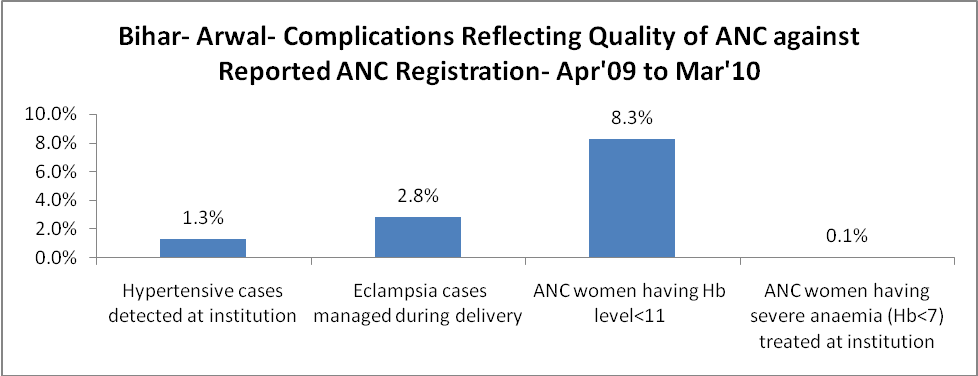 Bihar- Arwal- Complications Reflecting Quality of ANC against
Reported ANC Registration- Apr'09 to Mar'10
10.0%
8.0%
6.0%
4.0%
2.0%
0.0%
1.3%
2.8%
8.3%
0.1%
Hypertensive cases
detected at institution
Eclampsia cases
managed during delivery
ANC women having Hb
level<11
ANC women having
severe anaemia (Hb<7)
treated at institution